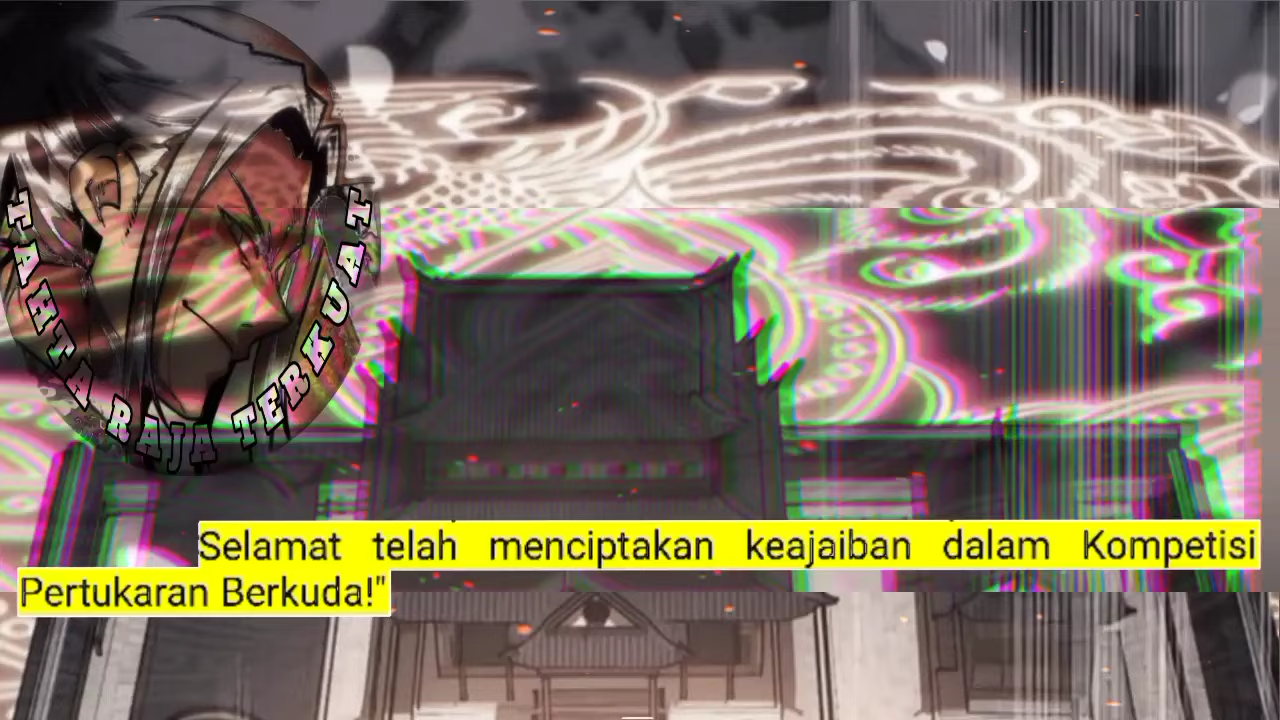 TAHTA RAJA TERKUAT
Selamat telah menciptakan keajaiban dalam Kompetisi
Pertukaran Berkuda!"